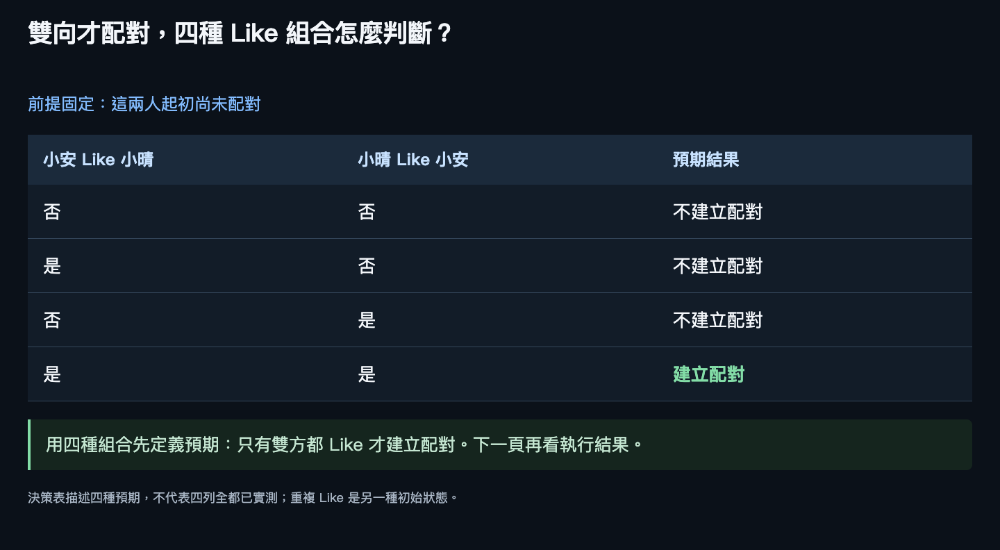 雙向才配對，四種 Like 組合怎麼判斷？
前提固定：這兩人起初尚未配對
小安 Like 小晴 小晴 Like 小安 預期結果
否 否 不建立配對
是 否 不建立配對
否 是 不建立配對
是 是 建立配對
用四種組合先定義預期：只有雙方都 Like 才建立配對。下一頁再看執行結果。
決策表描述四種預期，不代表四列全都已實測；重複 Like 是另一種初始狀態。